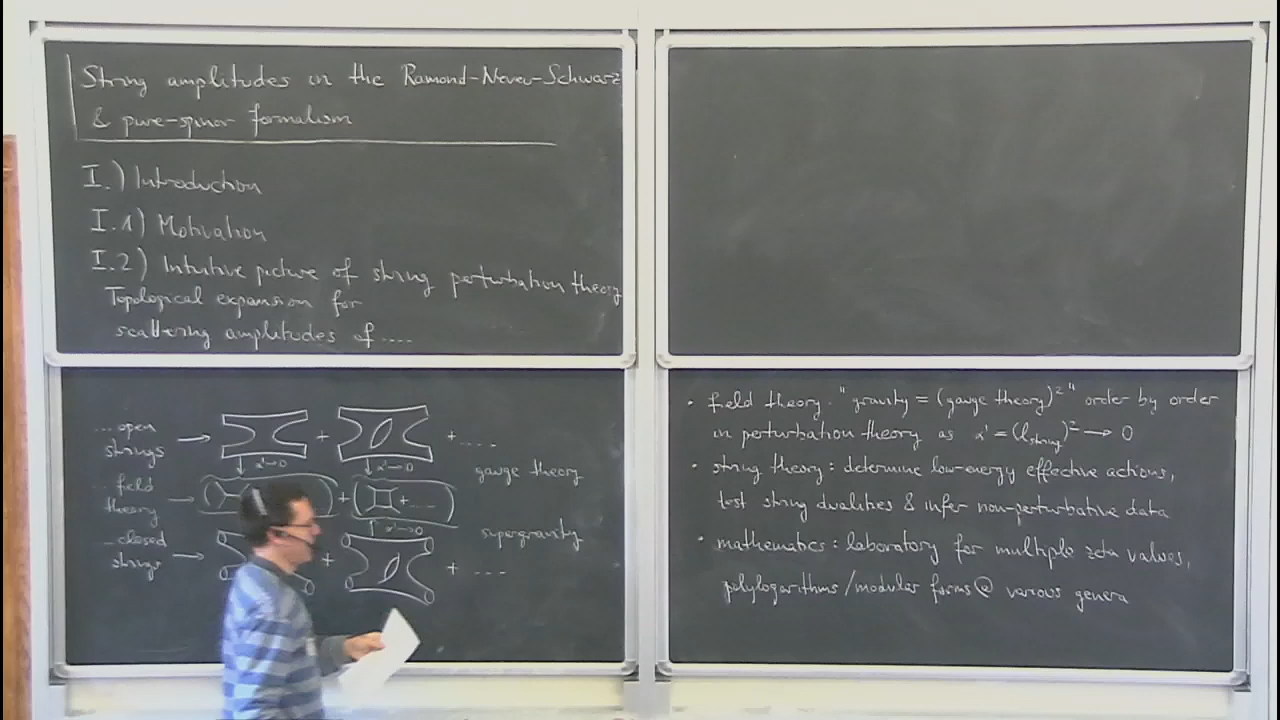 String amplitudes in the Ramond-Neveu-Schwarz
& pure-spinor formalism
I.) Introduction
I.1) Motivation
I.2) Intuitive picture of string perturbation theory
Topological expansion for
scattering amplitudes of ....
... open strings → + + ....
α'→0 α'→0
gauge theory
... field theory → + ( + .... )
α'→0
supergravity
... closed strings → + + ...
• field theory: "gravity = (gauge theory)²" order by order
in perturbation theory as α' = (l_string)² → 0
• string theory: determine low-energy effective actions,
test string dualities & infer non-perturbative data
• mathematics: laboratory for multiple zeta values,
polylogarithms/modular forms @ various genera